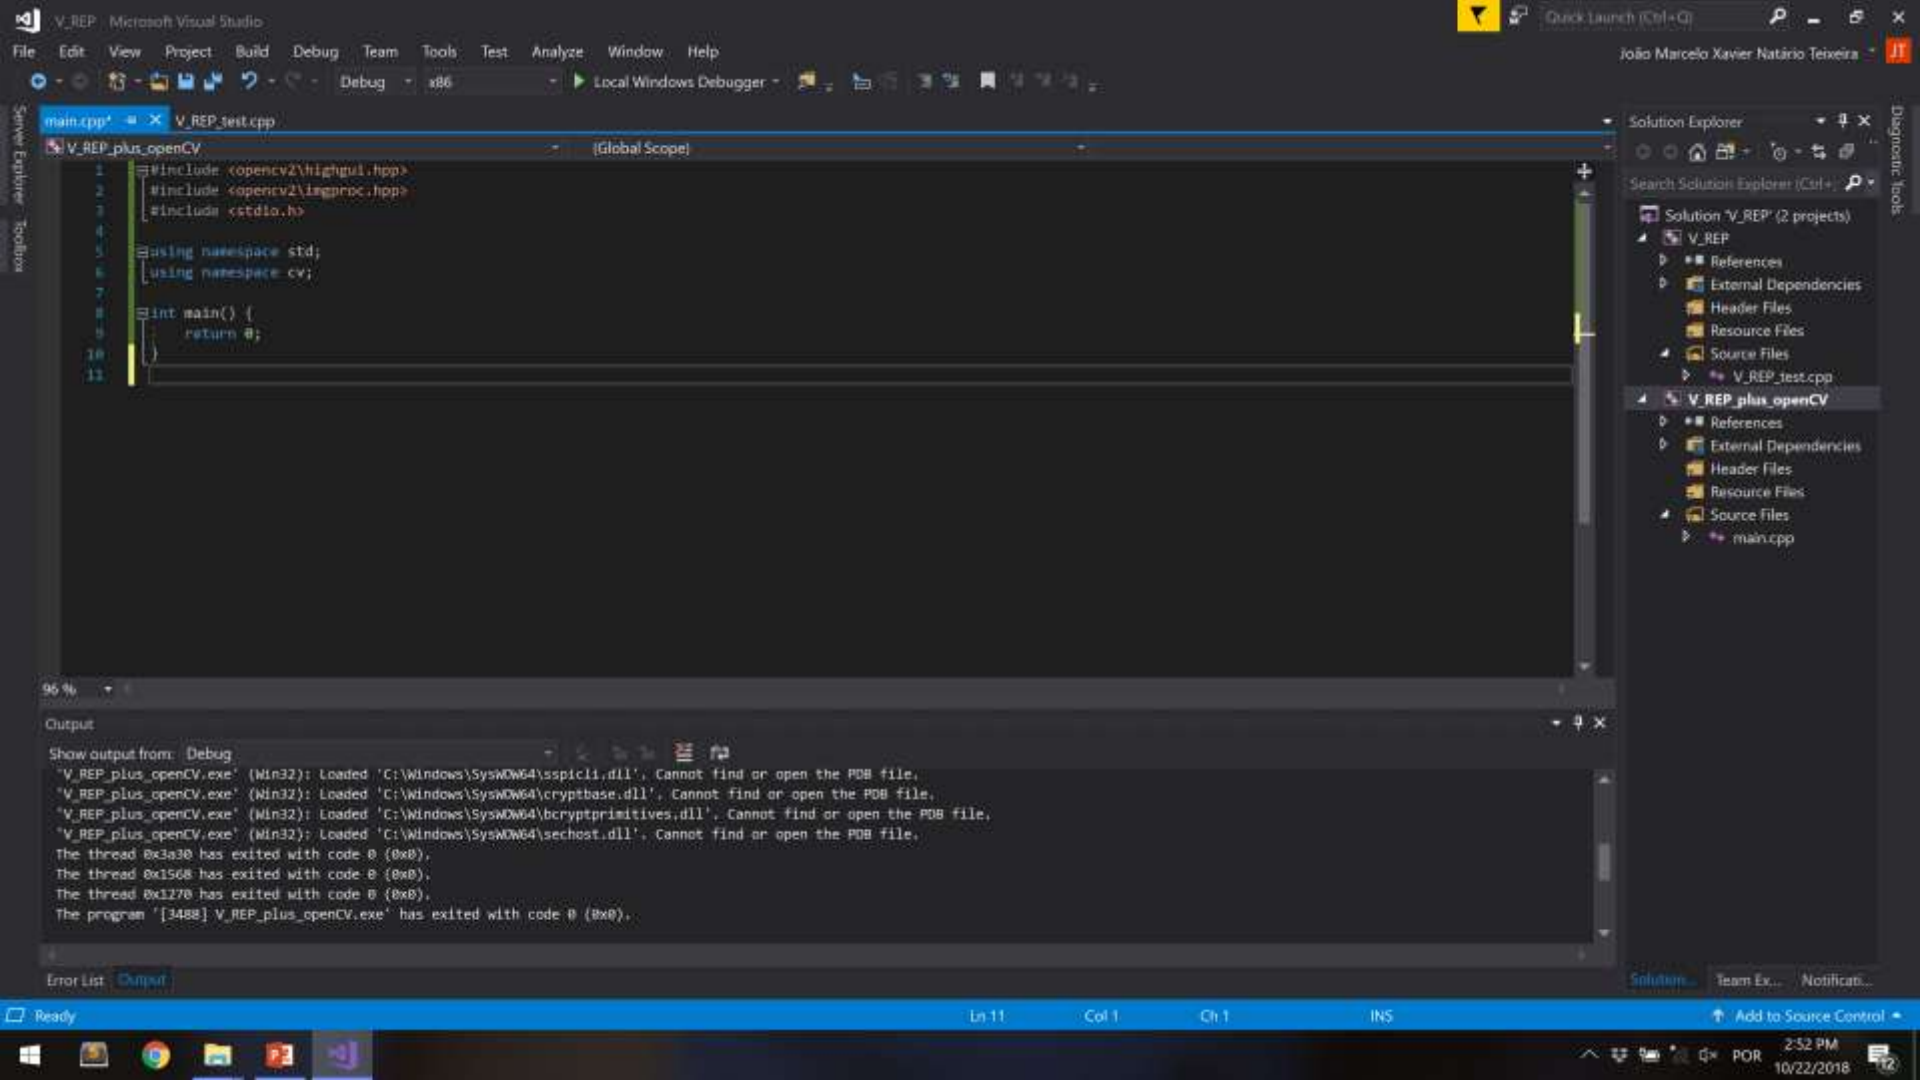 V_REP - Microsoft Visual Studio
Quick Launch (Ctrl+Q)
File Edit View Project Build Debug Team Tools Test Analyze Window Help
João Marcelo Xavier Natário Teixeira
JT
Debug x86 Local Windows Debugger
Server Explorer
Toolbox
main.cpp* V_REP_test.cpp
V_REP_plus_openCV (Global Scope)
1 #include <opencv2\highgui.hpp>
2 #include <opencv2\imgproc.hpp>
3 #include <stdio.h>
4
5 using namespace std;
6 using namespace cv;
7
8 int main() {
9 return 0;
10 }
11
96 %
Output
Show output from: Debug
'V_REP_plus_openCV.exe' (Win32): Loaded 'C:\Windows\SysWOW64\sspicli.dll'. Cannot find or open the PDB file.
'V_REP_plus_openCV.exe' (Win32): Loaded 'C:\Windows\SysWOW64\cryptbase.dll'. Cannot find or open the PDB file.
'V_REP_plus_openCV.exe' (Win32): Loaded 'C:\Windows\SysWOW64\bcryptprimitives.dll'. Cannot find or open the PDB file.
'V_REP_plus_openCV.exe' (Win32): Loaded 'C:\Windows\SysWOW64\sechost.dll'. Cannot find or open the PDB file.
The thread 0x3a30 has exited with code 0 (0x0).
The thread 0x1568 has exited with code 0 (0x0).
The thread 0x1270 has exited with code 0 (0x0).
The program '[3488] V_REP_plus_openCV.exe' has exited with code 0 (0x0).
Error List Output
Solution Explorer
Search Solution Explorer (Ctrl+;
Solution 'V_REP' (2 projects)
V_REP
References
External Dependencies
Header Files
Resource Files
Source Files
V_REP_test.cpp
V_REP_plus_openCV
References
External Dependencies
Header Files
Resource Files
Source Files
main.cpp
Solution... Team Ex... Notificati...
Diagnostic Tools
Ready Ln 11 Col 1 Ch 1 INS Add to Source Control
POR
2:52 PM
10/22/2018
12